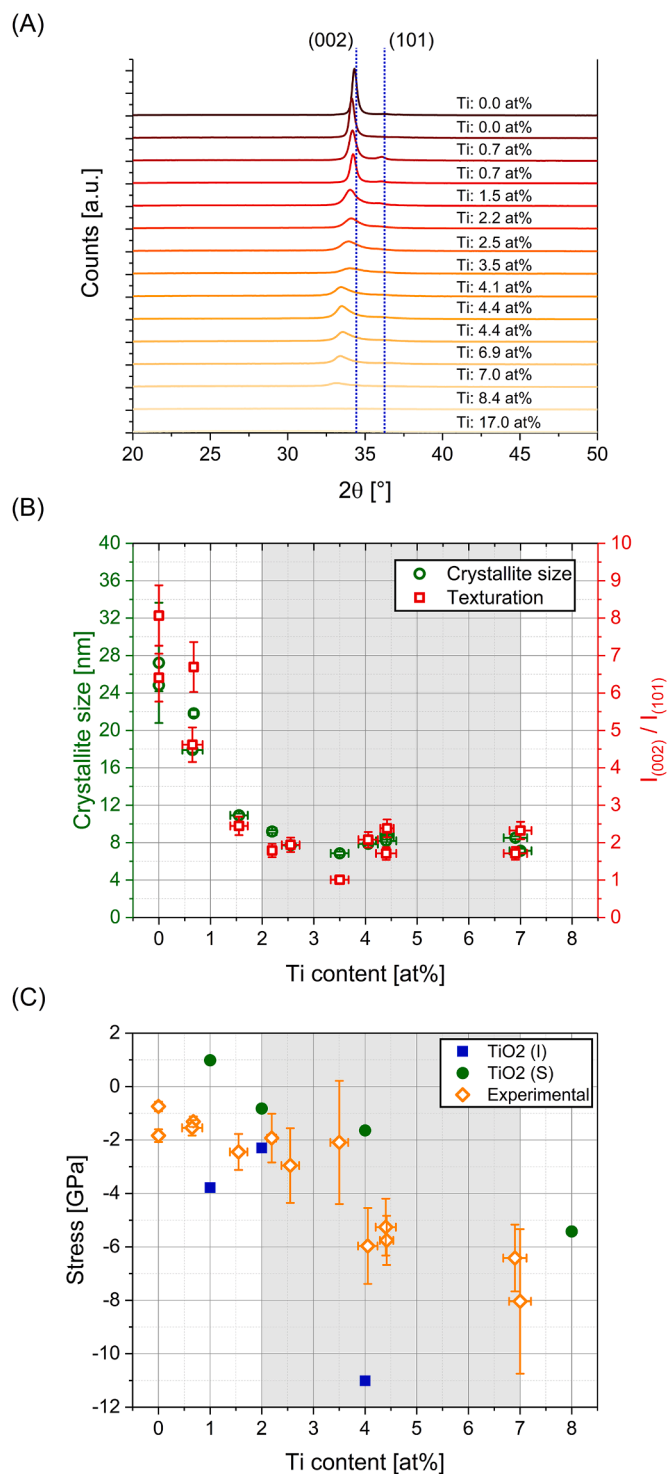 (A)
(002)
(101)
Counts [a.u.]
Ti: 0.0 at%
Ti: 0.0 at%
Ti: 0.7 at%
Ti: 0.7 at%
Ti: 1.5 at%
Ti: 2.2 at%
Ti: 2.5 at%
Ti: 3.5 at%
Ti: 4.1 at%
Ti: 4.4 at%
Ti: 4.4 at%
Ti: 6.9 at%
Ti: 7.0 at%
Ti: 8.4 at%
Ti: 17.0 at%
20 25 30 35 40 45 50
2θ [°]
(B)
Crystallite size [nm]
40
36
32
28
24
20
16
12
8
4
0
Crystallite size
Texturation
10
9
8
7
6
5
4
3
2
1
0
I(002) / I(101)
0 1 2 3 4 5 6 7 8
Ti content [at%]
(C)
Stress [GPa]
2
0
-2
-4
-6
-8
-10
-12
TiO2 (I)
TiO2 (S)
Experimental
0 1 2 3 4 5 6 7 8
Ti content [at%]